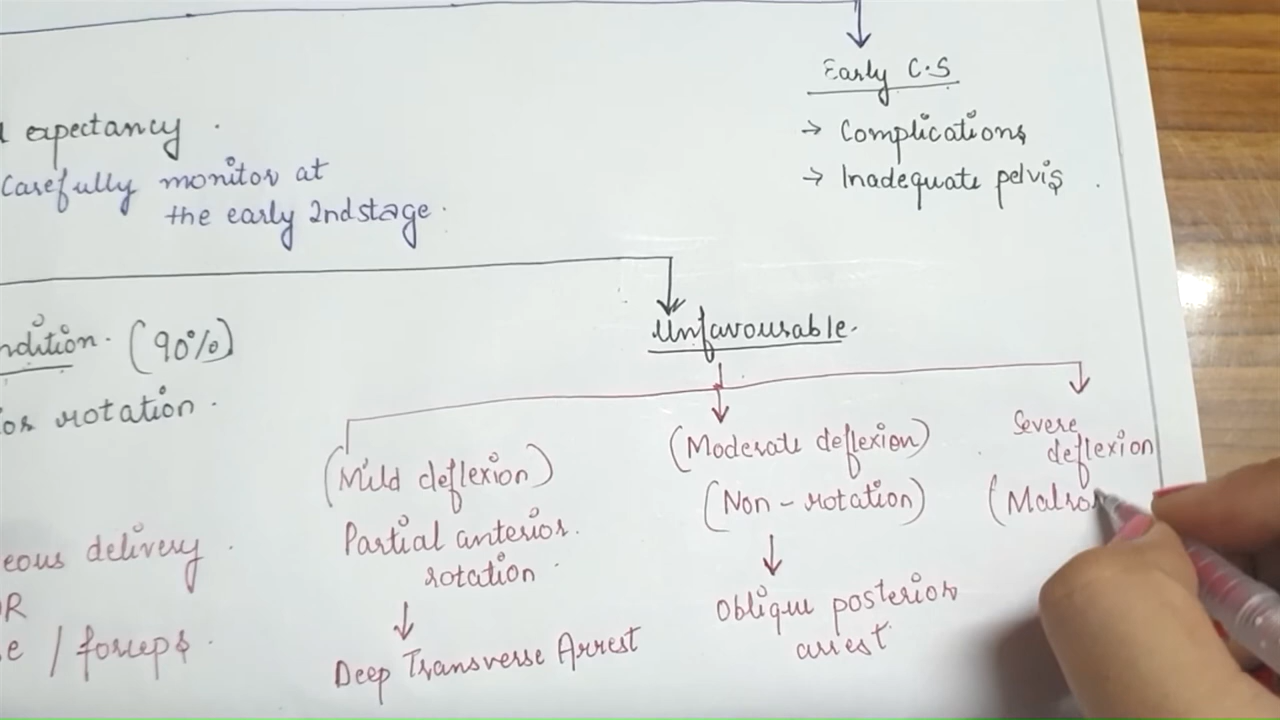 Early C.S
→ Complications
→ Inadequate pelvis.
expectancy.
Carefully monitor at
the early 2nd stage.
ndition. (90%)
rotation.
Unfavourable.
(Mild deflexion)
Partial anterior.
rotation.
↓
Deep Transverse Arrest
(Moderate deflexion)
(Non-rotation)
↓
Oblique posterior
arrest
Severe
deflexion
(Malro
eous delivery.
OR
e / forceps.